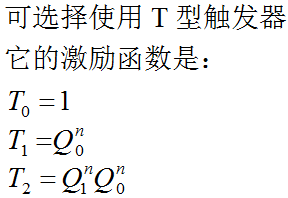 可选择使用 T 型触发器
它的激励函数是：
T₀ = 1
T₁ = Q₀ⁿ
T₂ = Q₁ⁿQ₀ⁿ